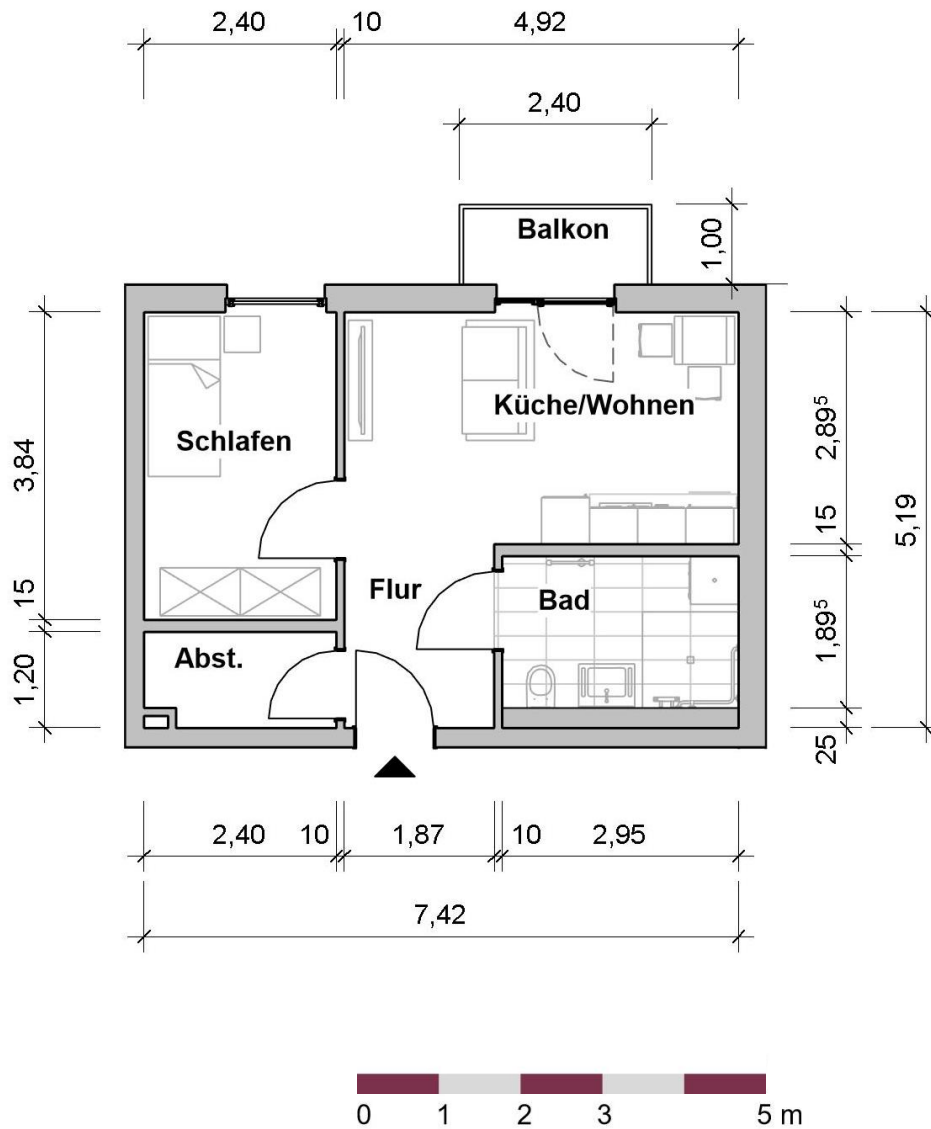 2,40 10 4,92
2,40
Balkon
1,00
Küche/Wohnen
Schlafen
3,84
2,89⁵
15
5,19
Flur
Bad
15
1,89⁵
Abst.
1,20
25
2,40 10 1,87 10 2,95
7,42
0 1 2 3 5 m